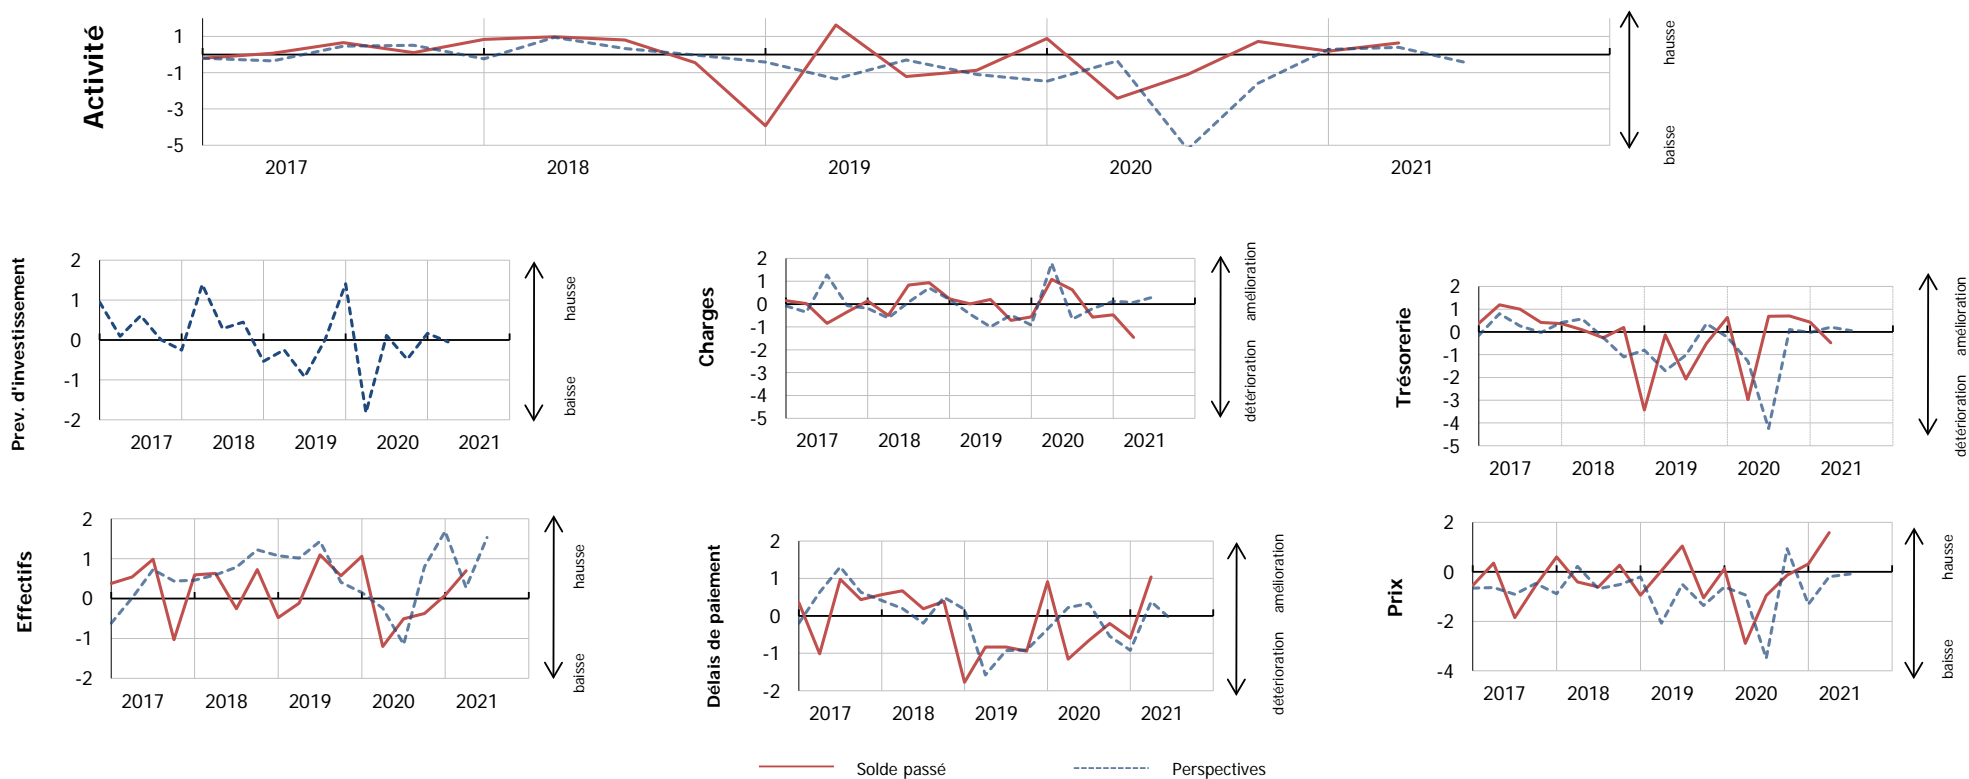 Activité
1
-1
-3
-5
2017 2018 2019 2020 2021
hausse
baisse
Prev. d'investissement
2
1
0
-1
-2
2017 2018 2019 2020 2021
hausse
baisse
Charges
2
1
0
-1
-2
-3
-4
-5
2017 2018 2019 2020 2021
amélioration
détérioration
Trésorerie
2
1
0
-1
-2
-3
-4
-5
2017 2018 2019 2020 2021
amélioration
détérioration
Effectifs
2
1
0
-1
-2
2017 2018 2019 2020 2021
hausse
baisse
Délais de paiement
2
1
0
-1
-2
2017 2018 2019 2020 2021
amélioration
détérioration
Prix
2
0
-2
-4
2017 2018 2019 2020 2021
hausse
baisse
Solde passé Perspectives